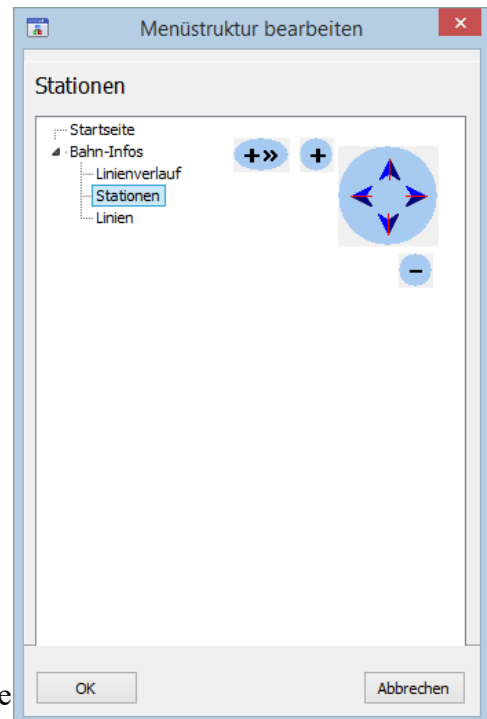 Menüstruktur bearbeiten
Stationen
Startseite
Bahn-Infos
Linienverlauf
Stationen
Linien
+» +
-
e
OK Abbrechen